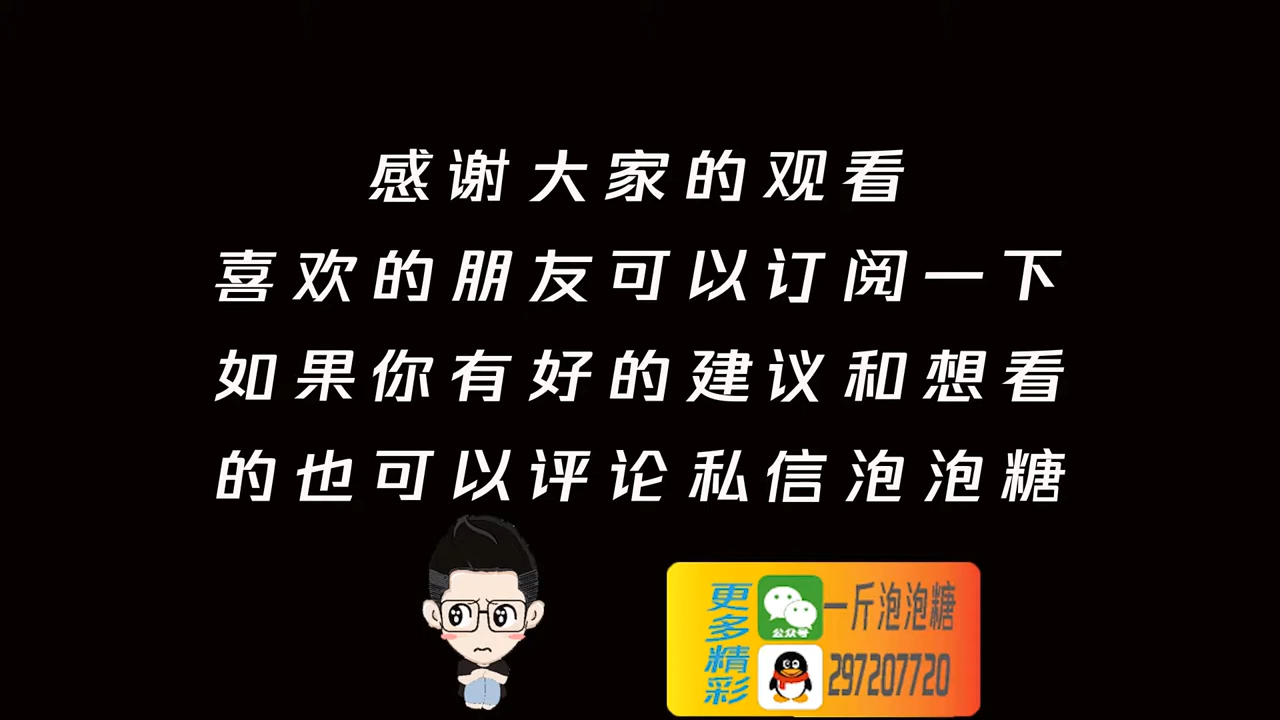 感谢大家的观看
喜欢的朋友可以订阅一下
如果你有好的建议和想看
的也可以评论私信泡泡糖
更多精彩
公众号
一斤泡泡糖
297207720